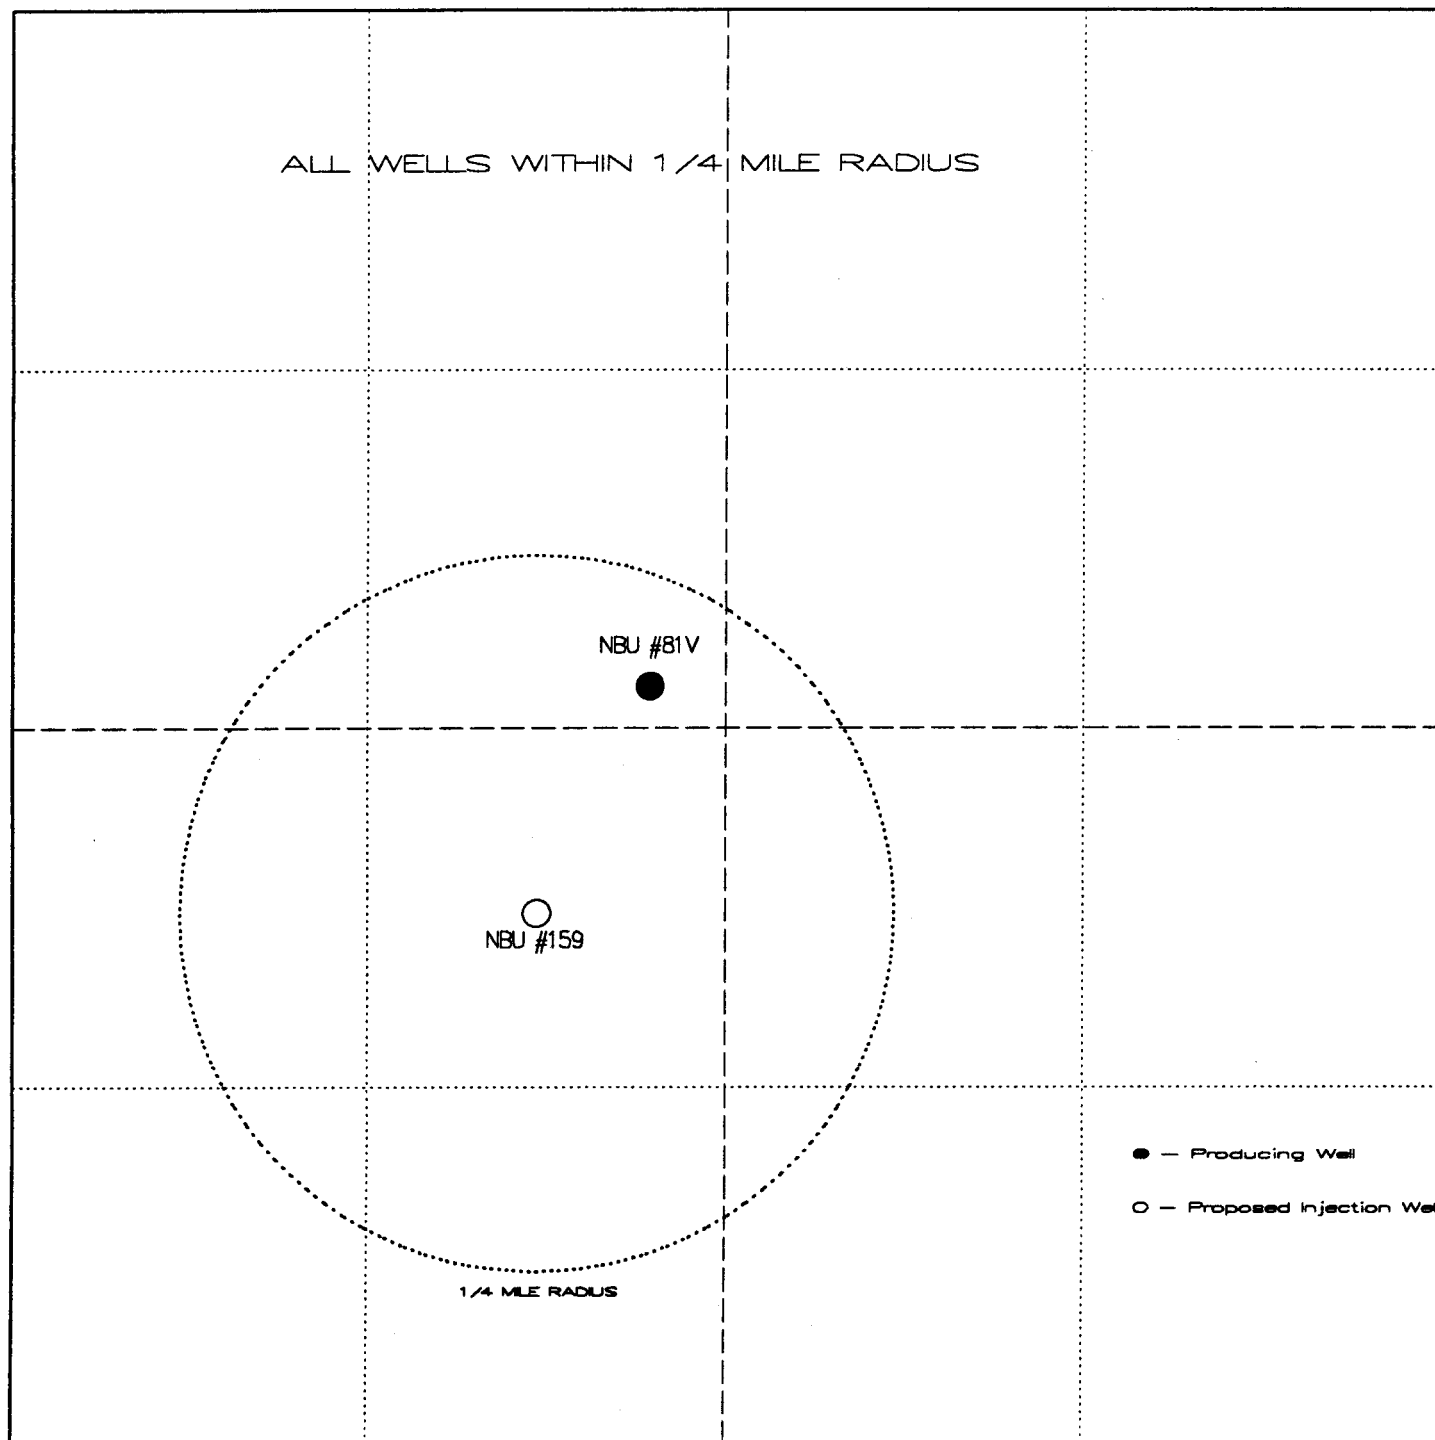 ALL WELLS WITHIN 1/4 MILE RADIUS
NBU #81V
NBU #159
● – Producing Well
○ – Proposed Injection
1/4 MILE RADIUS